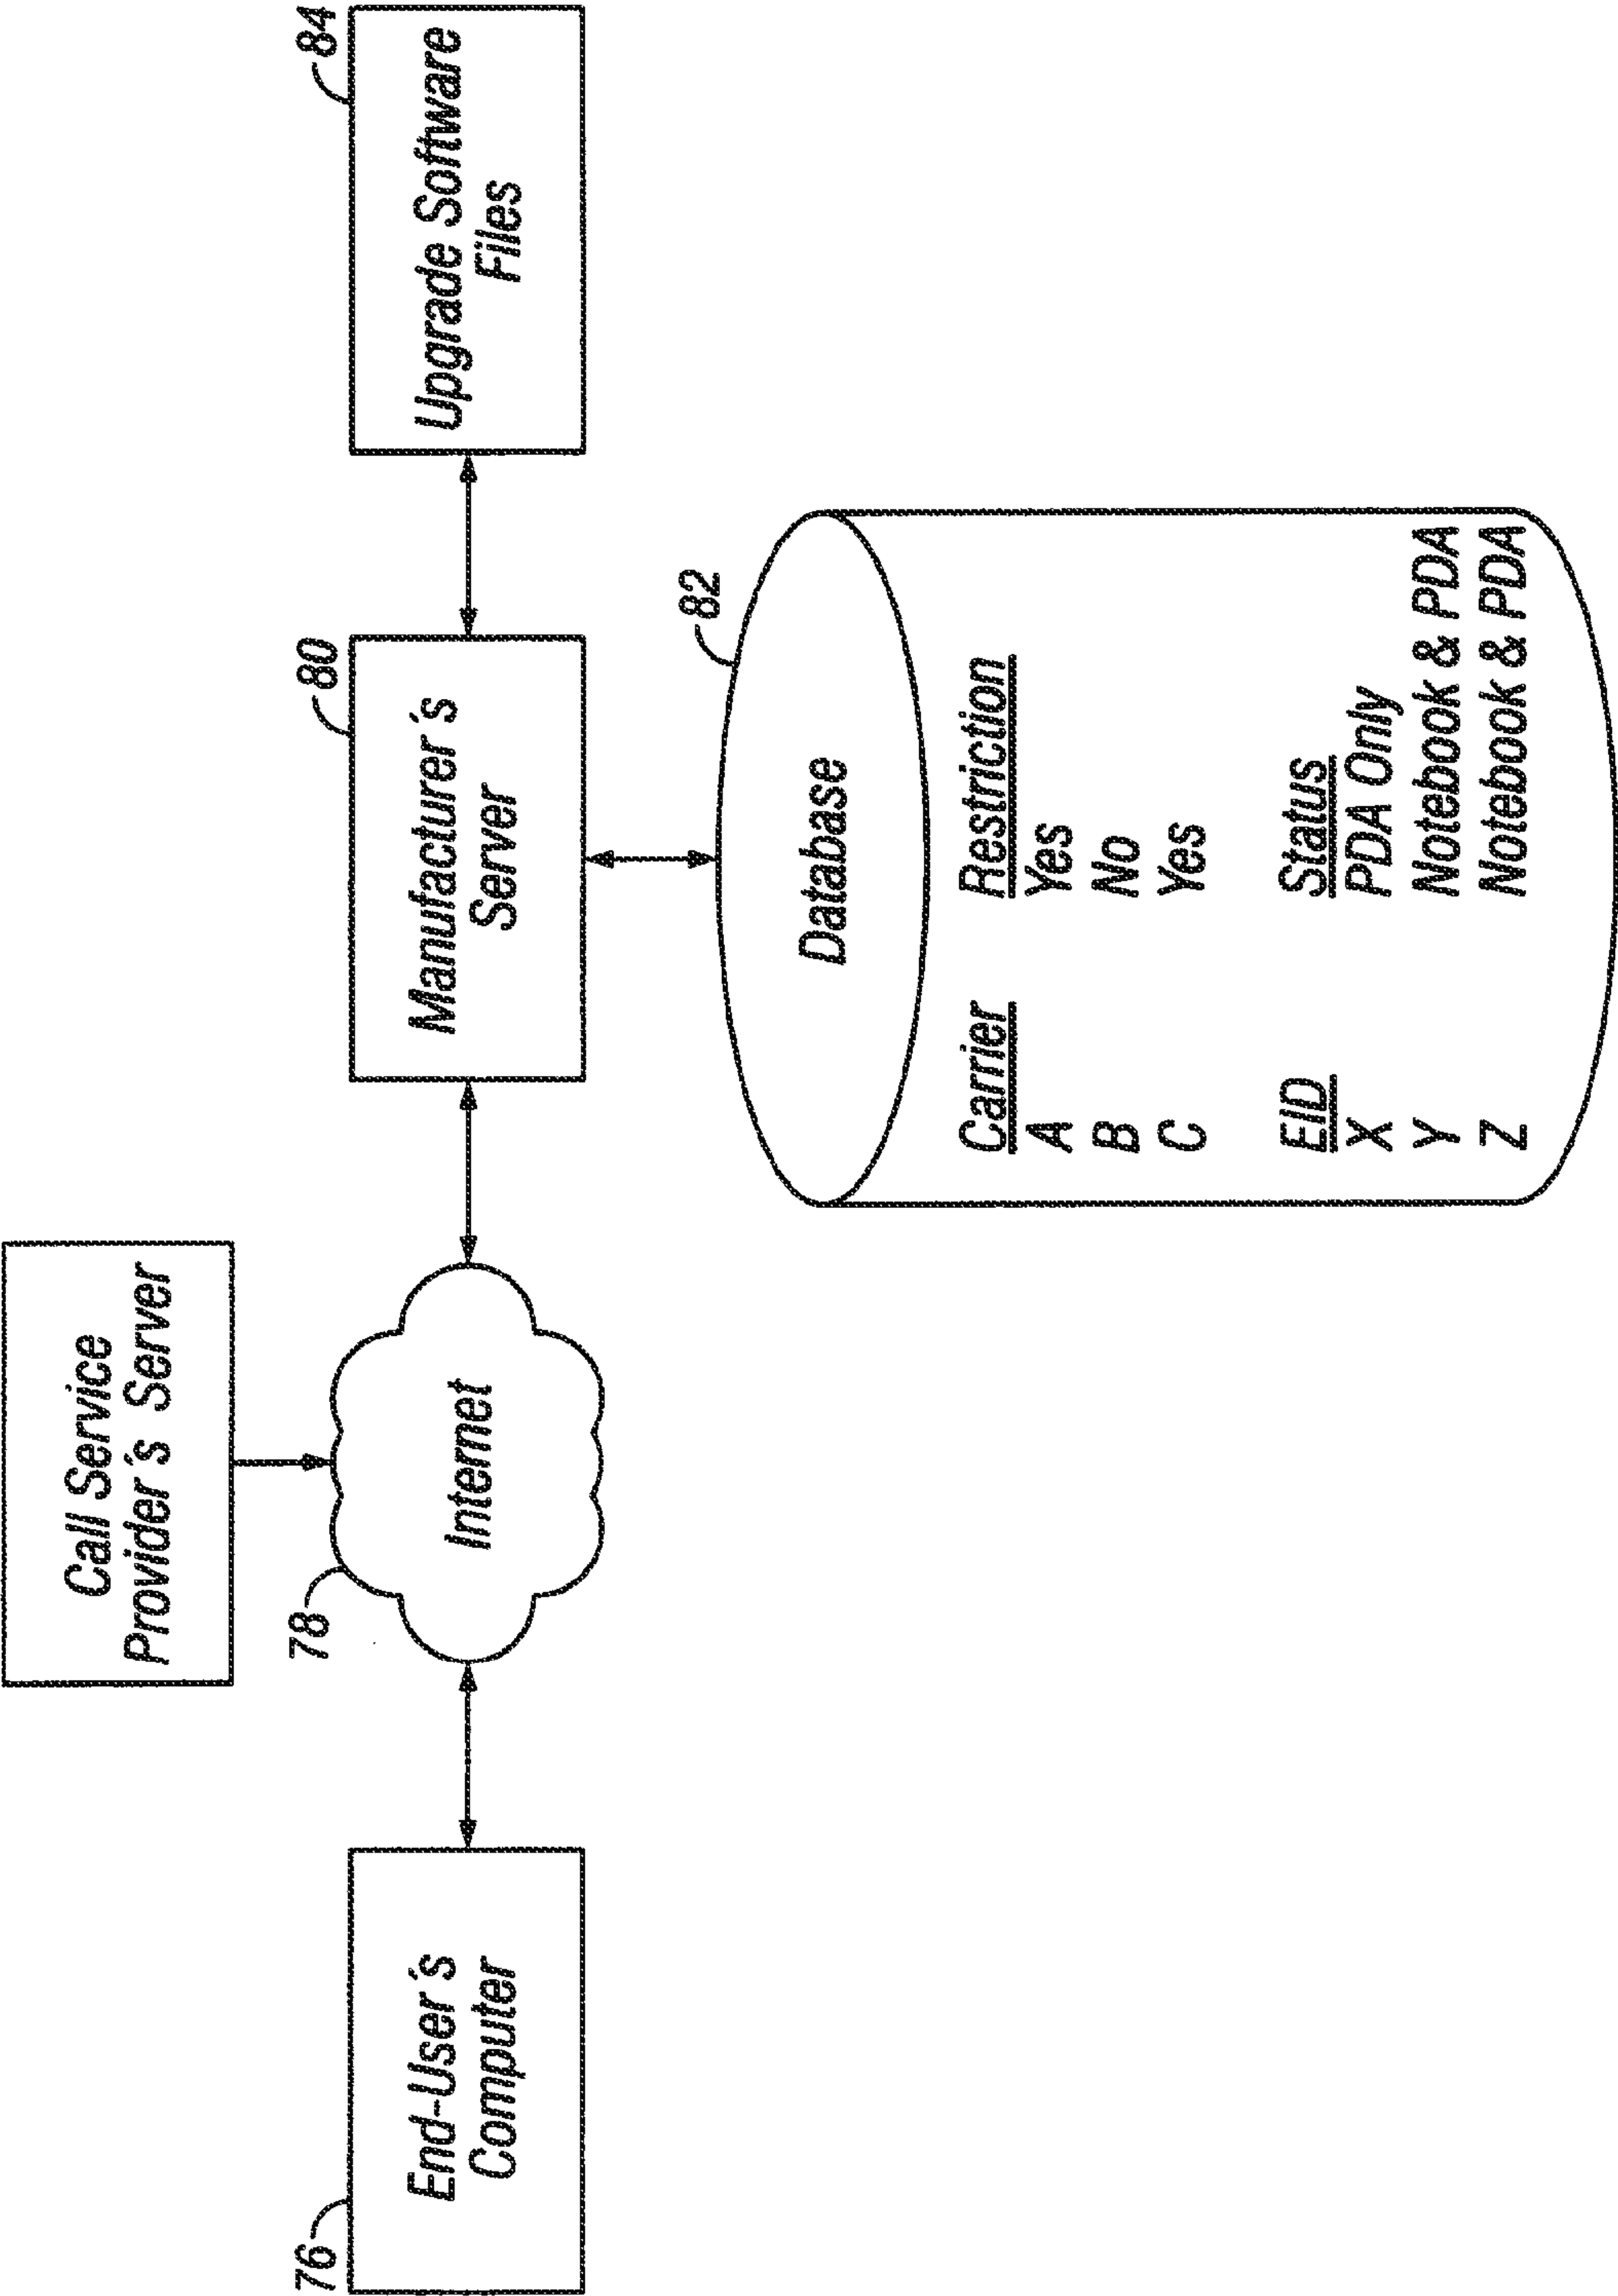 Call Service
Provider's Server
76
End-User's
Computer
78
Internet
80
Manufacturer's
Server
84
Upgrade Software
Files
82
Database
Carrier Restriction
A Yes
B No
C Yes
EID Status
X PDA Only
Y Notebook & PDA
Z Notebook & PDA